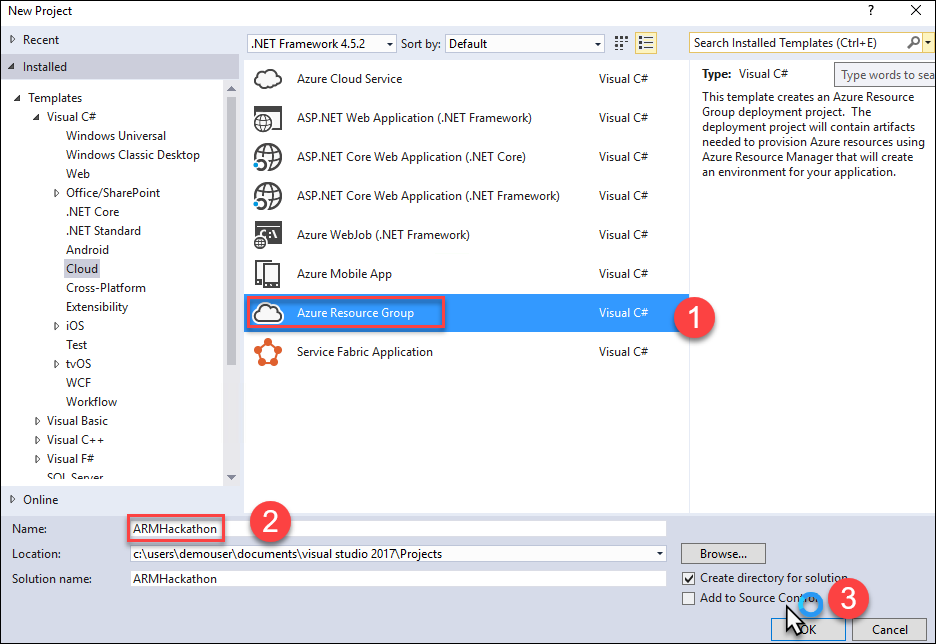 New Project
?
Recent
.NET Framework 4.5.2
Sort by:
Default
Search Installed Templates (Ctrl+E)
Installed
Templates
Visual C#
Windows Universal
Windows Classic Desktop
Web
Office/SharePoint
.NET Core
.NET Standard
Android
Cloud
Cross-Platform
Extensibility
iOS
Test
tvOS
WCF
Workflow
Visual Basic
Visual C++
Visual F#
SQL Server
Online
Azure Cloud Service Visual C#
ASP.NET Web Application (.NET Framework) Visual C#
ASP.NET Core Web Application (.NET Core) Visual C#
ASP.NET Core Web Application (.NET Framework) Visual C#
Azure WebJob (.NET Framework) Visual C#
Azure Mobile App Visual C#
Azure Resource Group Visual C#
1
Service Fabric Application Visual C#
Type: Visual C#
Type words to sea
This template creates an Azure Resource
Group deployment project. The
deployment project will contain artifacts
needed to provision Azure resources using
Azure Resource Manager that will create
an environment for your application.
Name: ARMHackathon
2
Location: c:\users\demouser\documents\visual studio 2017\Projects
Browse...
Solution name: ARMHackathon
Create directory for solution
Add to Source Control
3
OK
Cancel